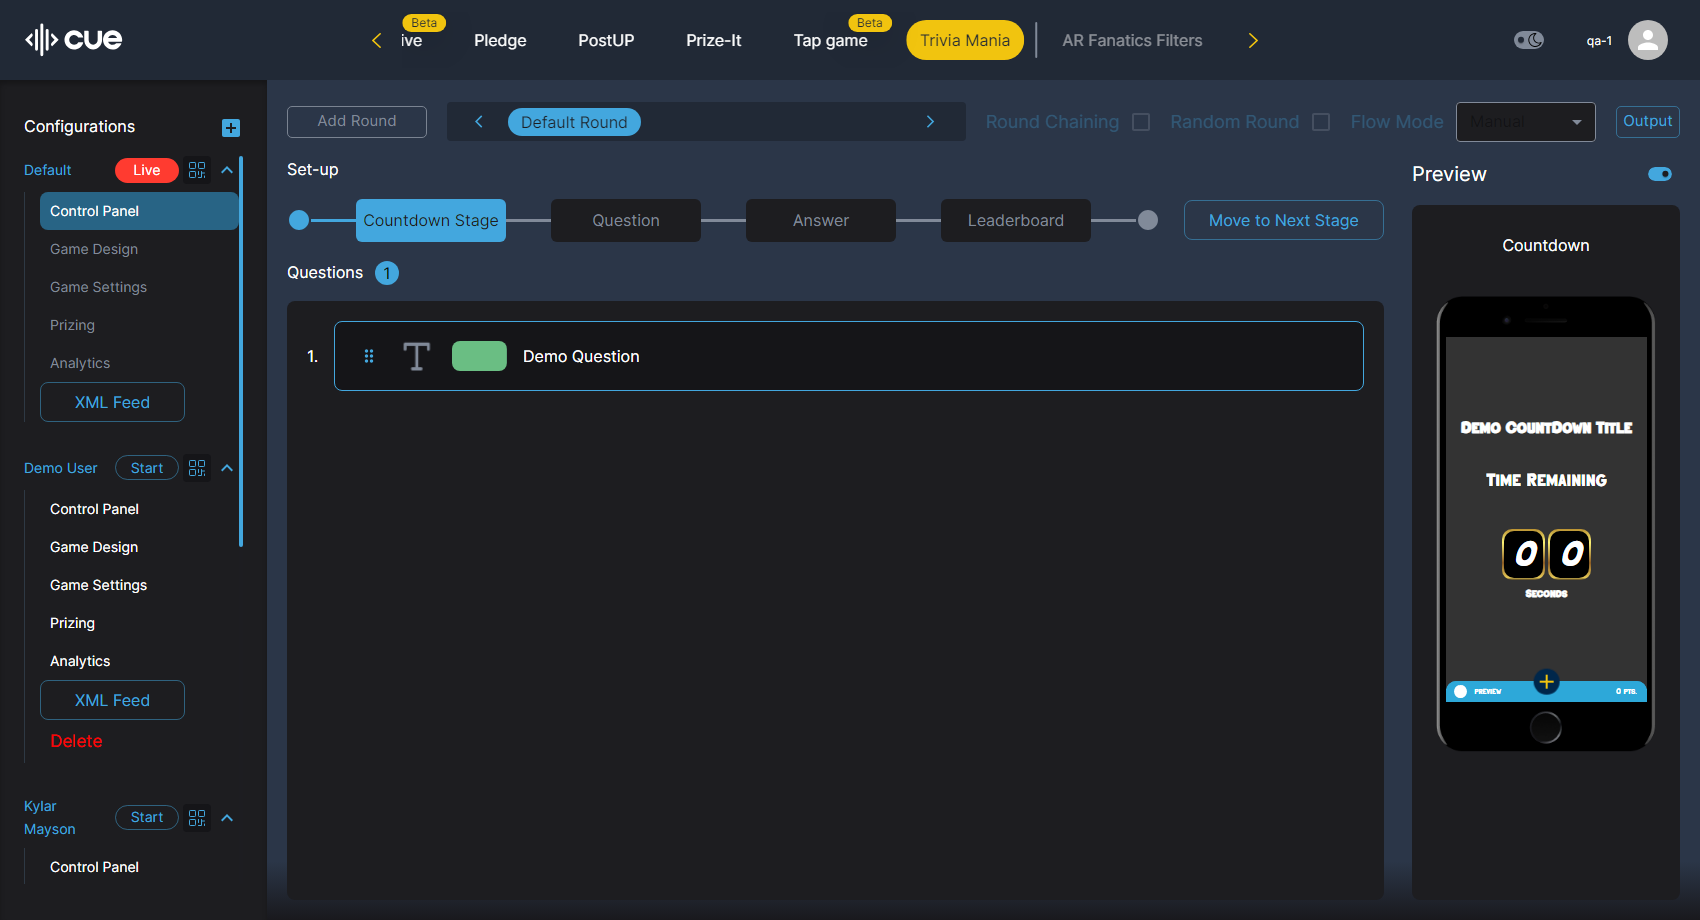 cue
ive
Beta
Pledge
PostUP
Prize-It
Tap game
Beta
Trivia Mania
AR Fanatics Filters
qa-1
Configurations
Default
Live
Control Panel
Game Design
Game Settings
Prizing
Analytics
XML Feed
Demo User
Start
Control Panel
Game Design
Game Settings
Prizing
Analytics
XML Feed
Delete
Kylar
Mayson
Start
Control Panel
Add Round
Default Round
Round Chaining
Random Round
Flow Mode
Manual
Output
Set-up
Countdown Stage
Question
Answer
Leaderboard
Move to Next Stage
Questions 1
1.
T
Demo Question
Preview
Countdown
Demo CountDown Title
Time Remaining
0 0
Seconds
PREVIEW
0 PTS.